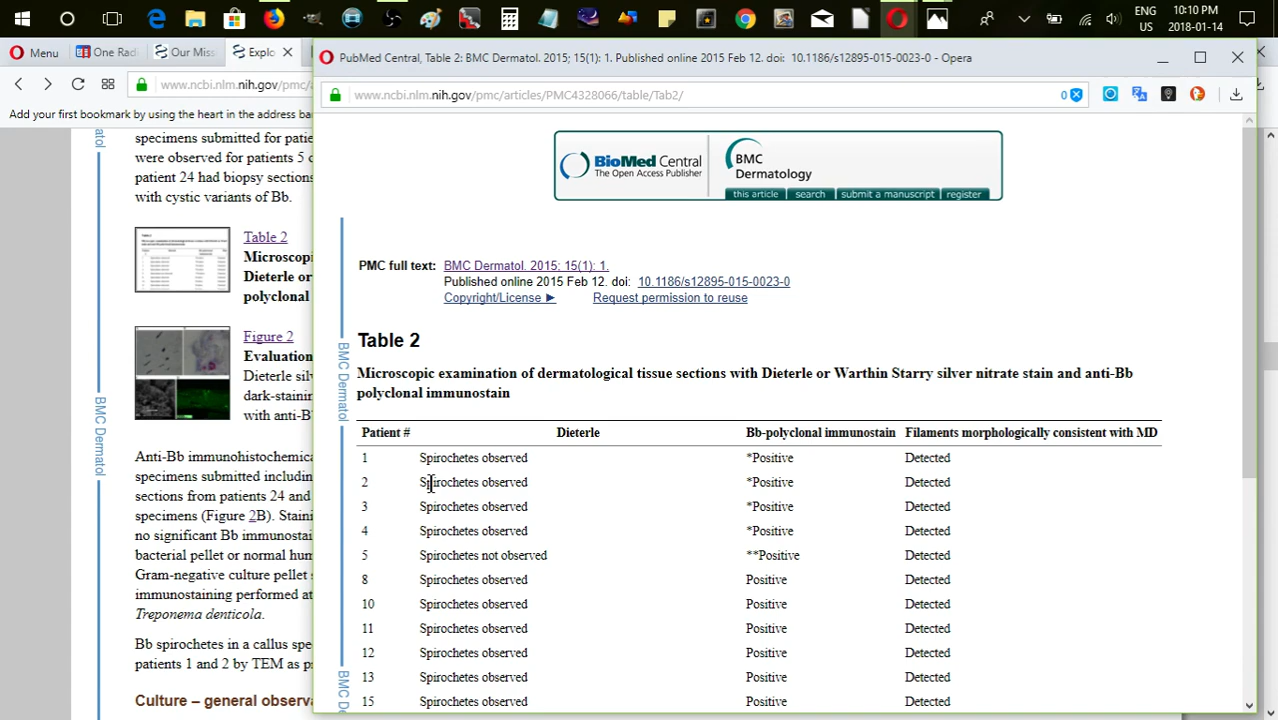 ENG
US
10:10 PM
2018-01-14
Menu
One Rad
Our Miss
Explo
www.ncbi.nlm.nih.gov/pmc/
Add your first bookmark by using the heart in the address ba
PubMed Central, Table 2: BMC Dermatol. 2015; 15(1): 1. Published online 2015 Feb 12. doi: 10.1186/s12895-015-0023-0 - Opera
www.ncbi.nlm.nih.gov/pmc/articles/PMC4328066/table/Tab2/
0
specimens submitted for patie
were observed for patients 5 o
patient 24 had biopsy sections
with cystic variants of Bb.
Table 2
Microsc
Dieterle or
polyclonal
Figure 2
Evaluation
Dieterle silv
dark-staining
with anti-B
Anti-Bb immunohistochemica
specimens submitted including
sections from patients 24 and
specimens (Figure 2B). Staini
no significant Bb immunostai
bacterial pellet or normal hum
Gram-negative culture pellet s
immunostaining performed at
Treponema denticola.
Bb spirochetes in a callus spe
patients 1 and 2 by TEM as pr
Culture – general observa
BMC Dermatol
BioMed Central
The Open Access Publisher
BMC
Dermatology
this article
search
submit a manuscript
register
PMC full text: BMC Dermatol. 2015; 15(1): 1
Published online 2015 Feb 12. doi: 10.1186/s12895-015-0023-0
Copyright/License ► Request permission to reuse
Table 2
Microscopic examination of dermatological tissue sections with Dieterle or Warthin Starry silver nitrate stain and anti-Bb
polyclonal immunostain
Patient # Dieterle Bb-polyclonal immunostain Filaments morphologically consistent with MD
1 Spirochetes observed *Positive Detected
2 Spirochetes observed *Positive Detected
3 Spirochetes observed *Positive Detected
4 Spirochetes observed *Positive Detected
5 Spirochetes not observed **Positive Detected
8 Spirochetes observed Positive Detected
10 Spirochetes observed Positive Detected
11 Spirochetes observed Positive Detected
12 Spirochetes observed Positive Detected
13 Spirochetes observed Positive Detected
15 Spirochetes observed Positive Detected
BMC Dermatol
BMC De